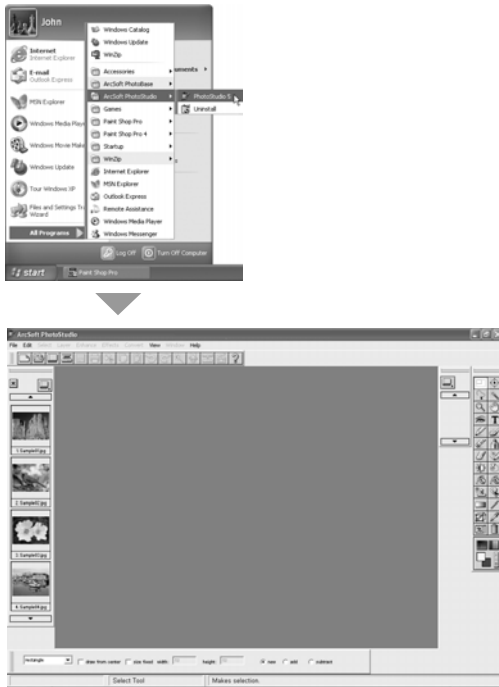 John
Internet
Internet Explorer
E-mail
Outlook Express
MSN Explorer
Windows Media Playe
Windows Movie Make
Windows Update
Tour Windows XP
Files and Settings Tr
Wizard
All Programs
Windows Catalog
Windows Update
WinZip
Accessories
ArcSoft PhotoBase
ArcSoft PhotoStudio
Games
Paint Shop Pro
Paint Shop Pro 4
Startup
WinZip
Internet Explorer
MSN Explorer
Outlook Express
Remote Assistance
Windows Media Player
Windows Messenger
uments
PhotoStudio 5
Uninstall
Log Off
Turn Off Computer
start
Paint Shop Pro
ArcSoft PhotoStudio
File Edit Select Layer Enhance Effects Convert View Window Help
1 Sample01.jpg
2 Sample02.jpg
3 Sample03.jpg
4 Sample04.jpg
T
Rectangle draw from center size fixed width: height: new add subtract
Select Tool Makes selection.